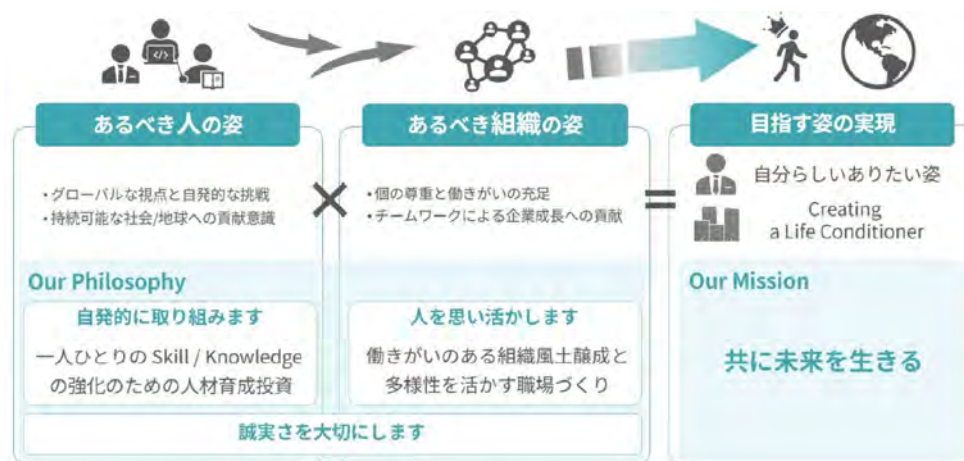 </>
あるべき人の姿
あるべき組織の姿
目指す姿の実現
•グローバルな視点と自発的な挑戦
•持続可能な社会/地球への貢献意識
×
•個の尊重と働きがいの充足
•チームワークによる企業成長への貢献
=
自分らしいありたい姿
Creating
a Life Conditioner
Our Philosophy
自発的に取り組みます
一人ひとりの Skill / Knowledge
の強化のための人材育成投資
人を思い活かします
働きがいのある組織風土醸成と
多様性を活かす職場づくり
誠実さを大切にします
Our Mission
共に未来を生きる